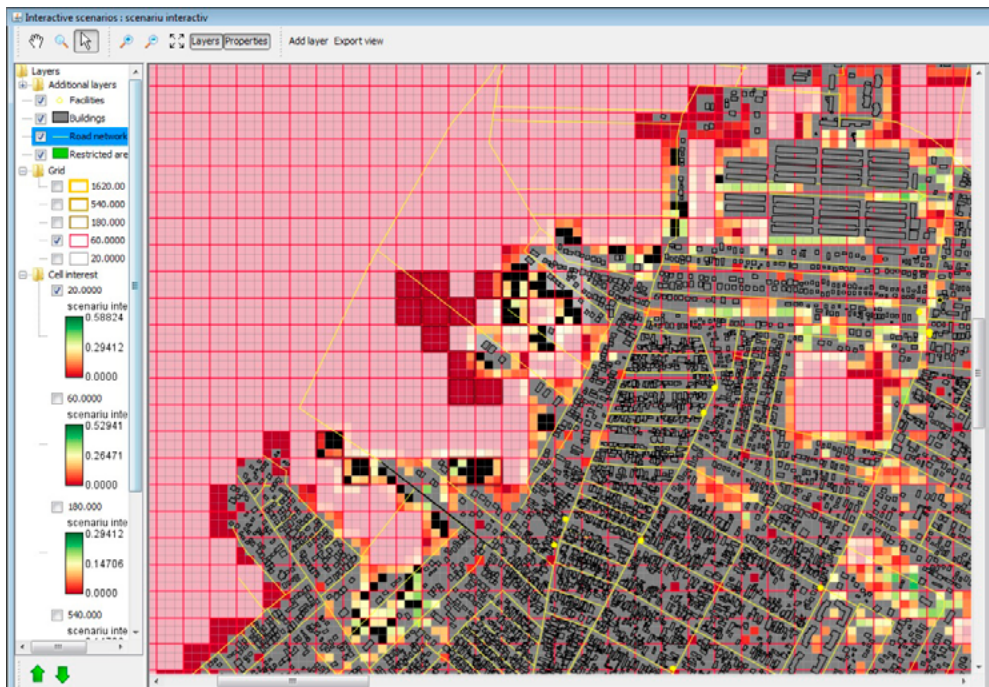 Interactive scenarios : scenariu interactiv
Layers Properties Add layer Export view
Layers
Additional layers
Facilities
Buildings
Road network
Restricted are
Grid
1620.00
540.000
180.000
60.0000
20.0000
Cell interest
20.0000
scenariu inte
0.58824
0.29412
0.0000
60.0000
scenariu inte
0.52941
0.26471
0.0000
180.000
scenariu inte
0.29412
0.14706
0.0000
540.000
scenariu inte